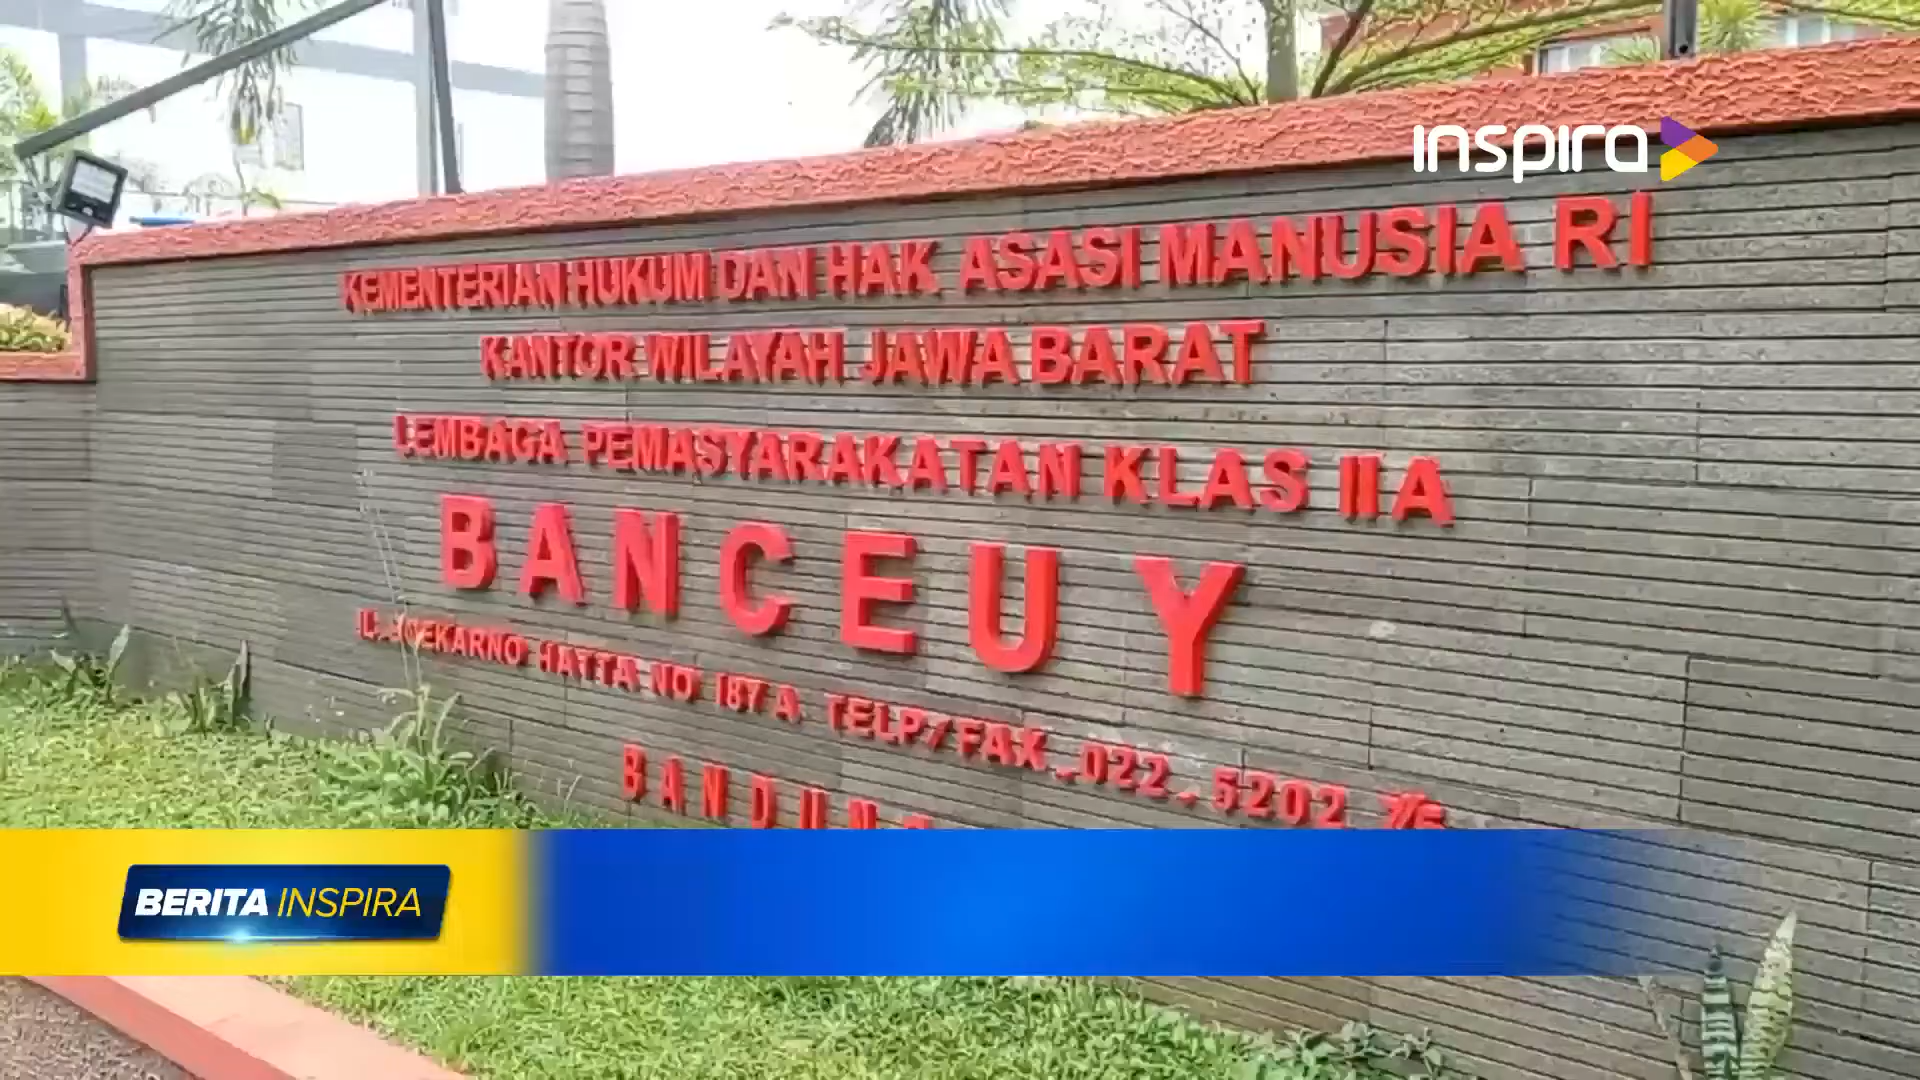 inspira
KEMENTERIAN HUKUM DAN HAK ASASI MANUSIA RI
KANTOR WILAYAH JAWA BARAT
LEMBAGA PEMASYARAKATAN KLAS IIA
BANCEUY
HATTA NO 187 A. TELP/FAX. 022 - 5202
BERITA INSPIRA